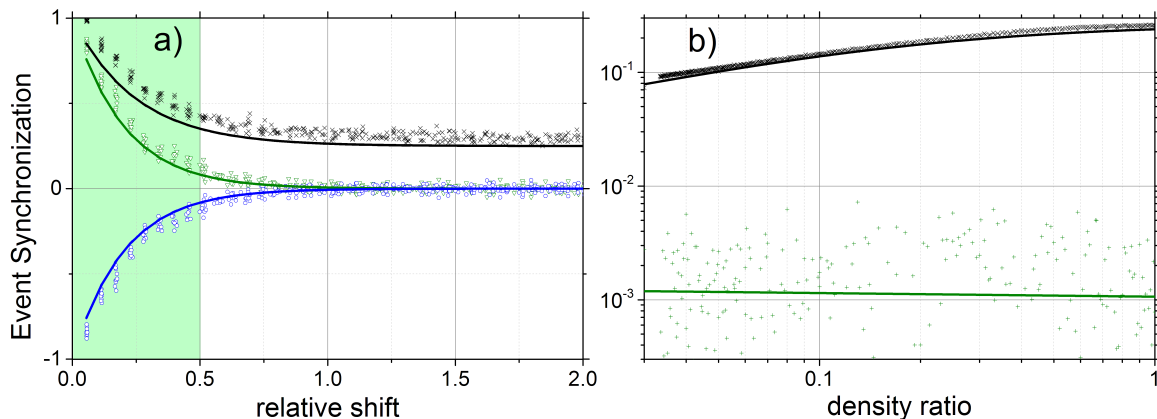 a)
b)
Event Synchronization
1
0
-1
0.0
0.5
1.0
1.5
2.0
relative shift
10⁻¹
10⁻²
10⁻³
0.1
1
density ratio